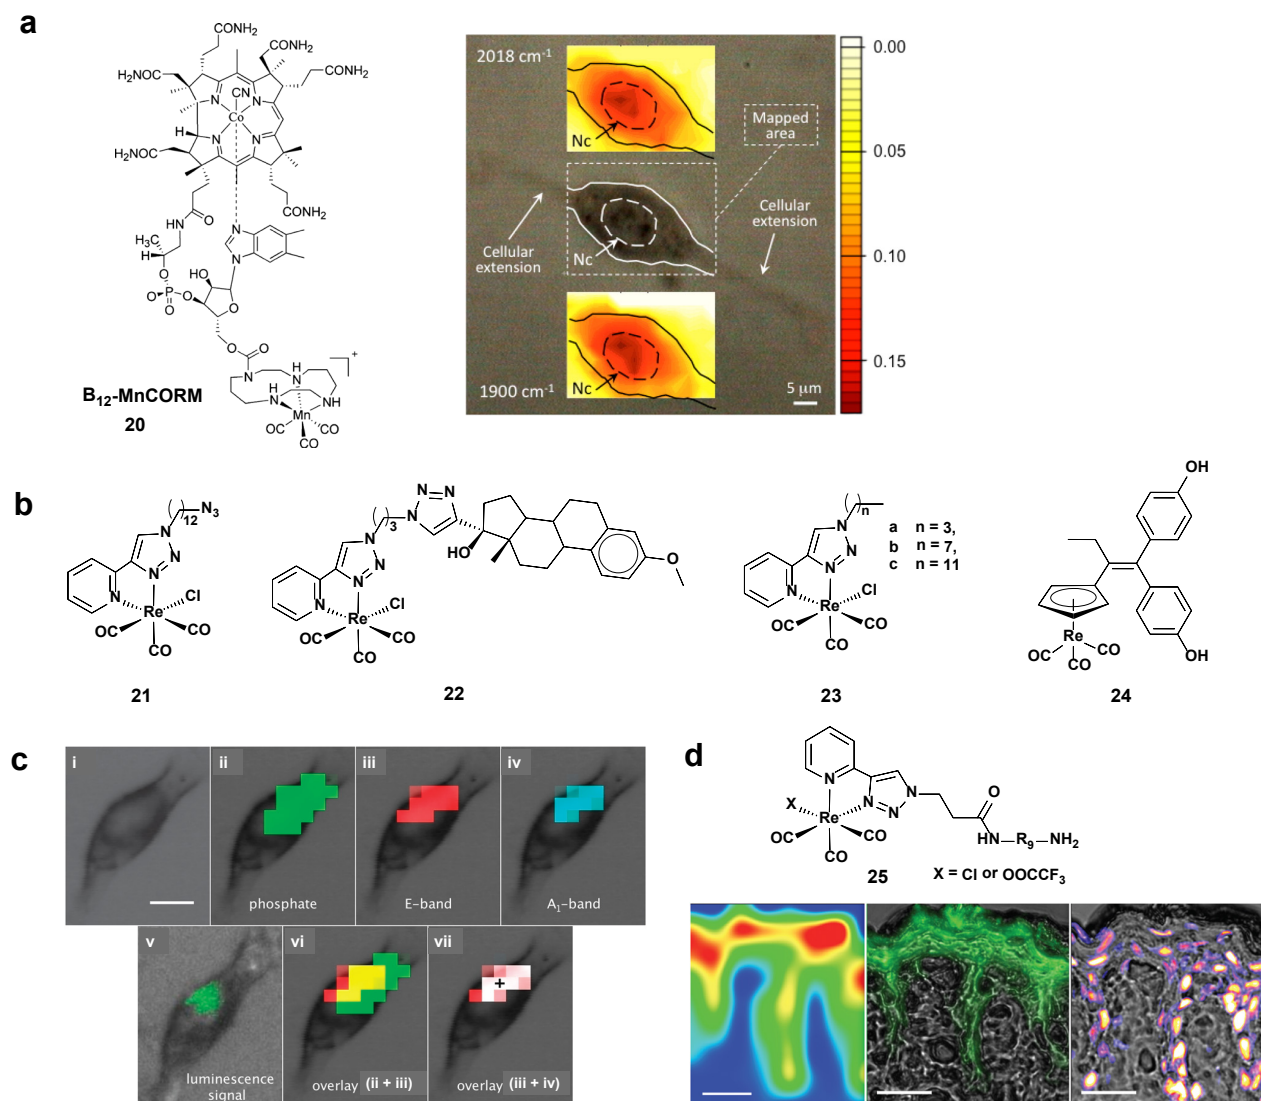 a
CONH₂
CONH₂
H₂NOC
CONH₂
N
N
CN
Co
N
N
H
H₂NOC
CONH₂
HN
O
H₃C
H
N
N
HO
O
P
O
O
O
O
O
O
N
H
N
H
N
NH
Mn
OC
CO
CO
+
B₁₂-MnCORM
20
2018 cm⁻¹
Nc
Mapped
area
Nc
Cellular
extension
Cellular
extension
Nc
1900 cm⁻¹
5 µm
0.00
0.05
0.10
0.15
b
( )
12
N₃
N
N
N
N
Re
Cl
OC
CO
CO
21
( )
3
N
N
N
N
N
N
N
HO
O
Re
Cl
OC
CO
CO
22
( )
n
N
N
N
N
Re
Cl
OC
CO
CO
a n = 3,
b n = 7,
c n = 11
23
OH
OH
Re
OC
CO
CO
24
c
i
ii
phosphate
iii
E-band
iv
A₁-band
v
luminescence
signal
vi
overlay (ii + iii)
vii
+
overlay (iii + iv)
d
N
N
N
N
X
Re
OC
CO
CO
O
HN—R₉—NH₂
25
X = Cl or OOCCF₃